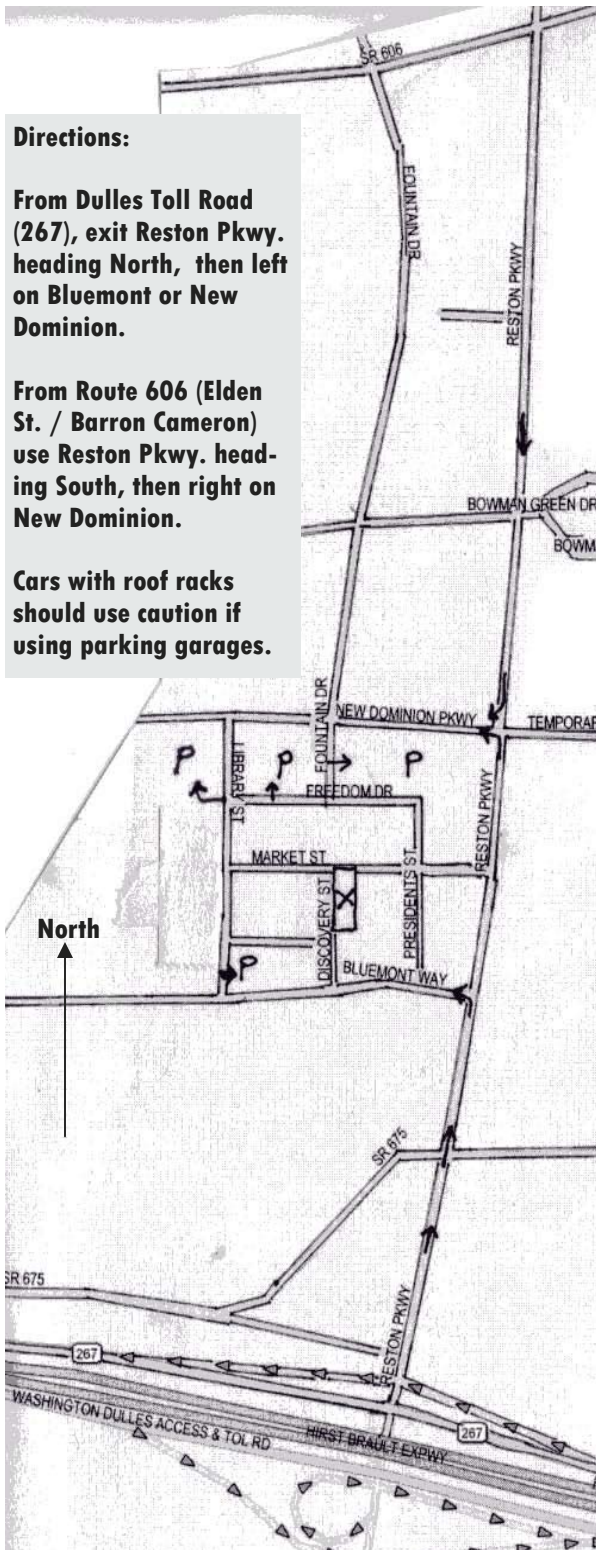 SR 606
Directions:
From Dulles Toll Road
(267), exit Reston Pkwy.
heading North, then left
on Bluemont or New
Dominion.
From Route 606 (Elden
St. / Barron Cameron)
use Reston Pkwy. head-
ing South, then right on
New Dominion.
Cars with roof racks
should use caution if
using parking garages.
FOUNTAIN DR
RESTON PKWY
BOWMAN GREEN DR
BOWM
FOUNTAIN DR
NEW DOMINION PKWY
TEMPORAR
P
P
P
LIBRARY ST
FREEDOM DR
RESTON PKWY
MARKET ST
X
DISCOVERY ST
PRESIDENTS ST
North
P
BLUEMONT WAY
SR 675
SR 675
RESTON PKWY
267
WASHINGTON DULLES ACCESS & TOL RD
HIRST BRAULT EXPWY
267